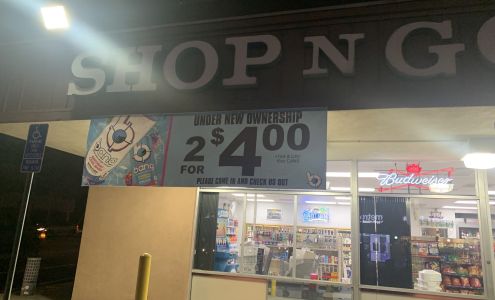 SHOP N GO
UNDER NEW OWNERSHIP
2 FOR $4.00
PLEASE COME IN AND CHECK US OUT
bang
Budweiser